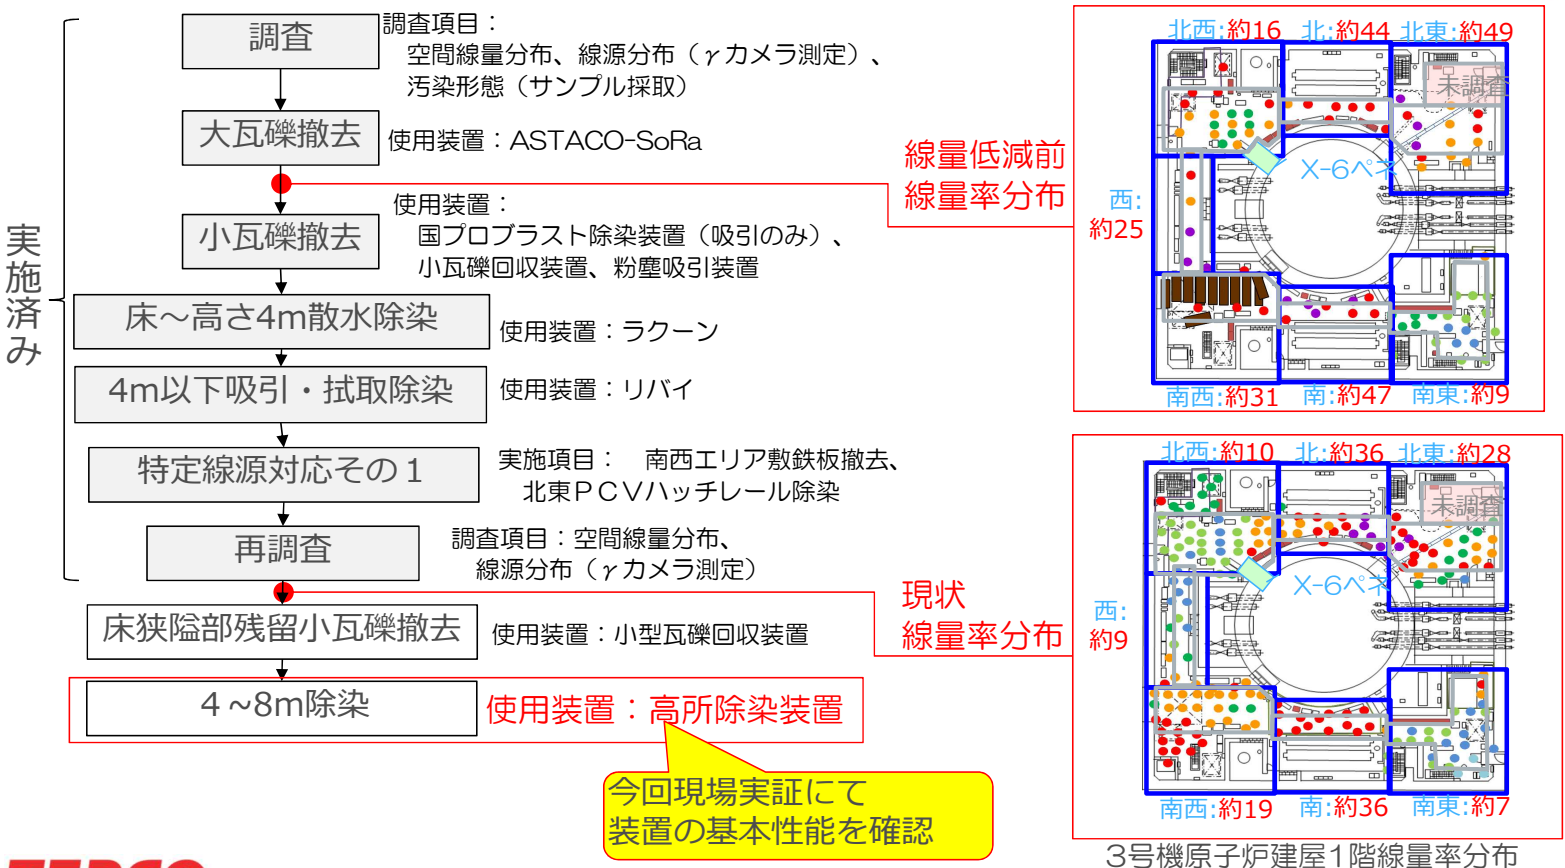 実施済み
調査
調査項目：
空間線量分布、線源分布（γカメラ測定）、
汚染形態（サンプル採取）
大瓦礫撤去
使用装置：ASTACO-SoRa
小瓦礫撤去
使用装置：
国プロブラスト除染装置（吸引のみ）、
小瓦礫回収装置、粉塵吸引装置
床～高さ4m散水除染
使用装置：ラクーン
4m以下吸引・拭取除染
使用装置：リバイ
特定線源対応その１
実施項目：　南西エリア敷鉄板撤去、
北東ＰＣＶハッチレール除染
再調査
調査項目：空間線量分布、
線源分布（γカメラ測定）
床狭隘部残留小瓦礫撤去
使用装置：小型瓦礫回収装置
４～8m除染
使用装置：高所除染装置
今回現場実証にて
装置の基本性能を確認
線量低減前
線量率分布
北西:約16
北:約44
北東:約49
未調査
X-6ペネ
西:
約25
南西:約31
南:約47
南東:約9
現状
線量率分布
北西:約10
北:約36
北東:約28
未調査
X-6ペネ
西:
約9
南西:約19
南:約36
南東:約7
3号機原子炉建屋1階線量率分布